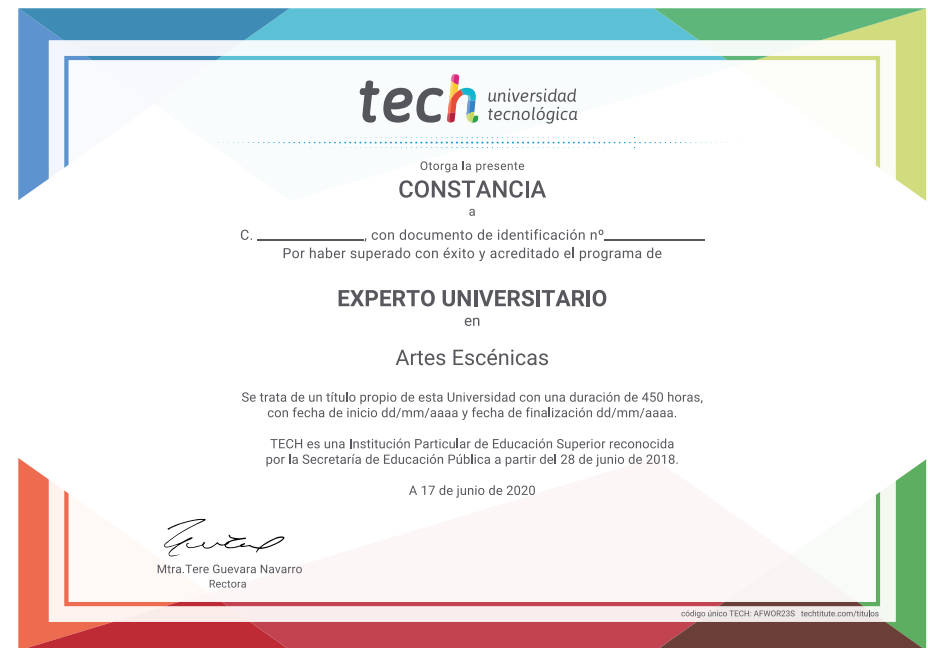 tech universidad
tecnológica
Otorga la presente
CONSTANCIA
a
C. ______________, con documento de identificación nº_____________
Por haber superado con éxito y acreditado el programa de
EXPERTO UNIVERSITARIO
en
Artes Escénicas
Se trata de un título propio de esta Universidad con una duración de 450 horas,
con fecha de inicio dd/mm/aaaa y fecha de finalización dd/mm/aaaa.
TECH es una Institución Particular de Educación Superior reconocida
por la Secretaría de Educación Pública a partir del 28 de junio de 2018.
A 17 de junio de 2020
Mtra.Tere Guevara Navarro
Rectora
código único TECH: AFWOR23S techtitute.com/titulos